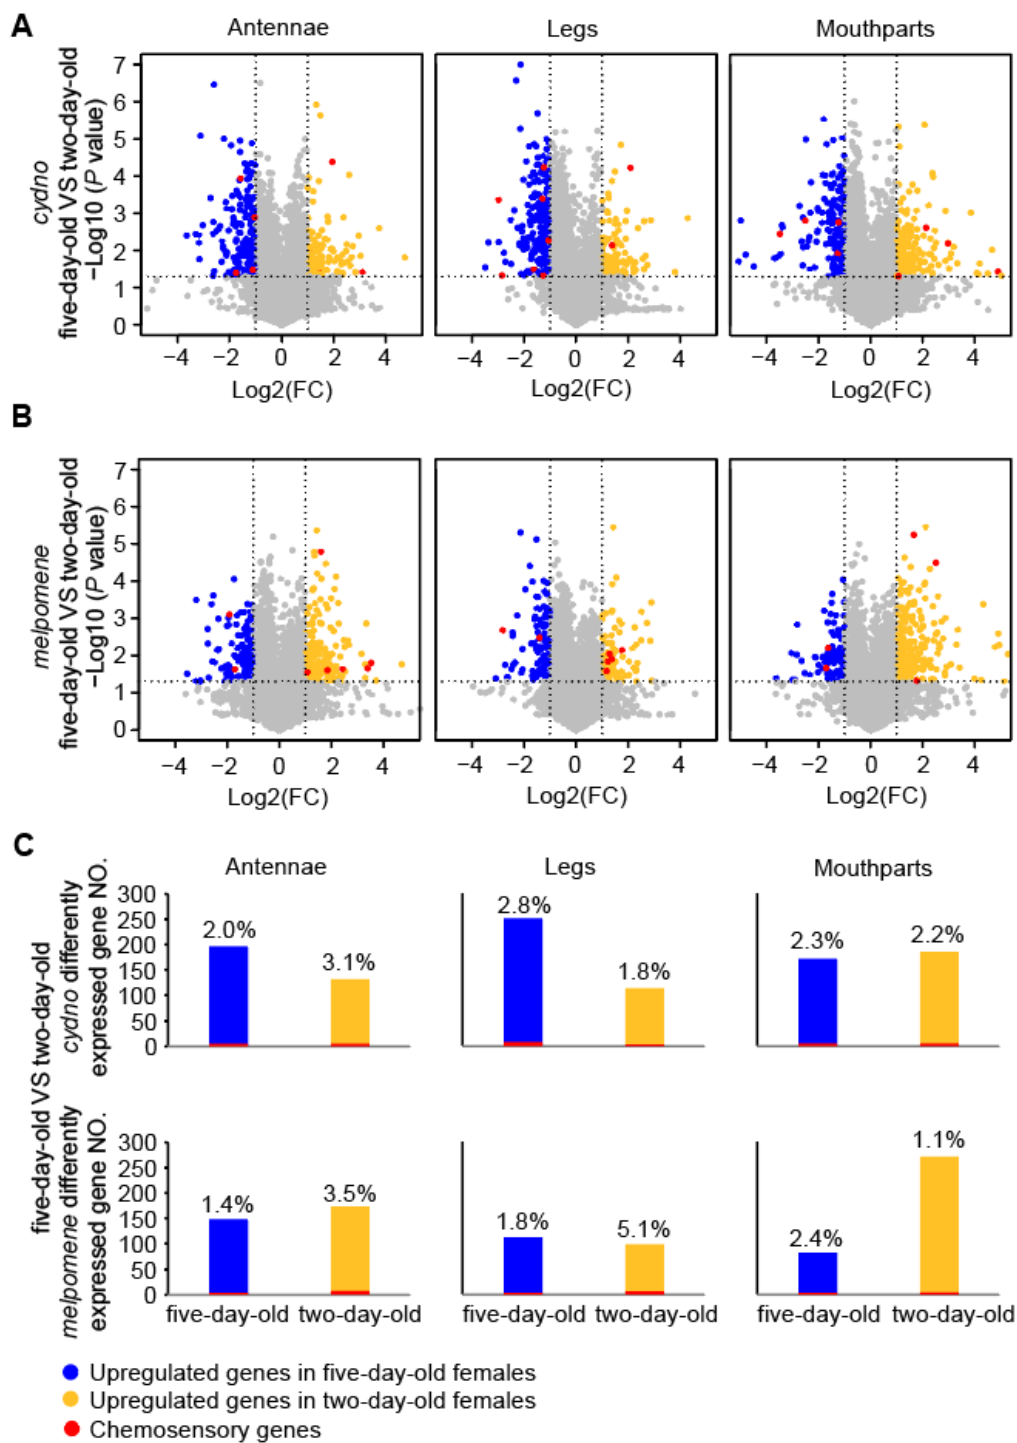 A
Antennae
Legs
Mouthparts
cydno
five-day-old VS two-day-old
−Log10 (P value)
7
6
5
4
3
2
1
0
−4 −2 0 2 4
−4 −2 0 2 4
−4 −2 0 2 4
Log2(FC)
Log2(FC)
Log2(FC)
B
melpomene
five-day-old VS two-day-old
−Log10 (P value)
7
6
5
4
3
2
1
0
−4 −2 0 2 4
−4 −2 0 2 4
−4 −2 0 2 4
Log2(FC)
Log2(FC)
Log2(FC)
C
Antennae
Legs
Mouthparts
five-day-old VS two-day-old
cydno differently
expressed gene NO.
300
250
200
150
100
50
0
2.0%
3.1%
2.8%
1.8%
2.3%
2.2%
melpomene differently
expressed gene NO.
300
250
200
150
100
50
0
1.4%
3.5%
1.8%
5.1%
2.4%
1.1%
five-day-old two-day-old
five-day-old two-day-old
five-day-old two-day-old
Upregulated genes in five-day-old females
Upregulated genes in two-day-old females
Chemosensory genes